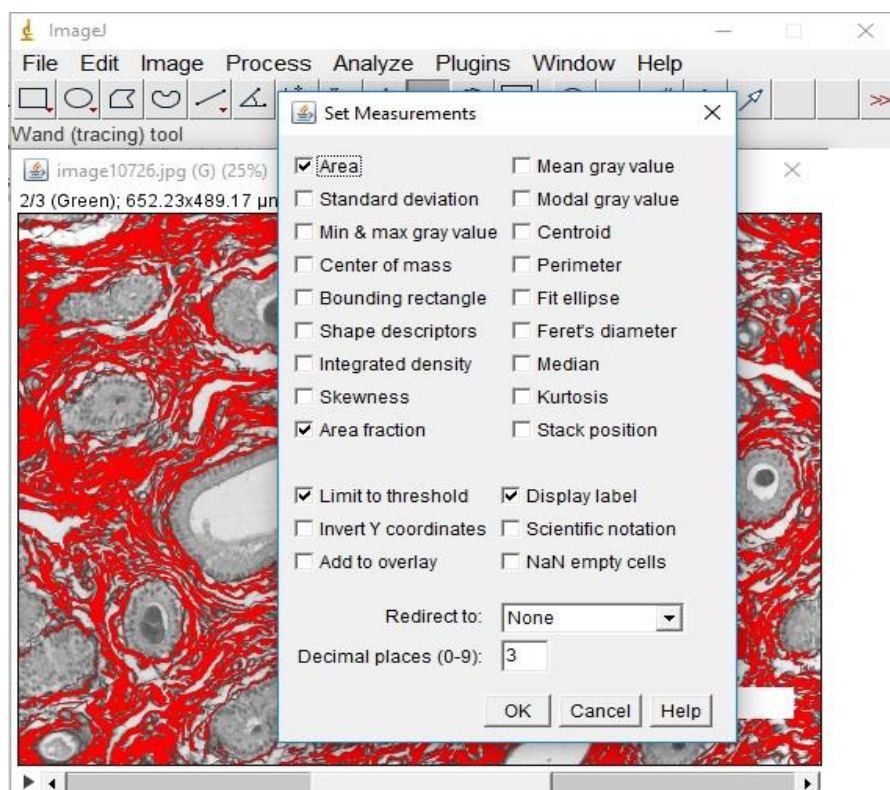 ImageJ
File Edit Image Process Analyze Plugins Window Help
Wand (tracing) tool
Set Measurements
image10726.jpg (G) (25%)
2/3 (Green); 652.23x489.17 µm
Area Mean gray value
Standard deviation Modal gray value
Min & max gray value Centroid
Center of mass Perimeter
Bounding rectangle Fit ellipse
Shape descriptors Feret's diameter
Integrated density Median
Skewness Kurtosis
Area fraction Stack position
Limit to threshold Display label
Invert Y coordinates Scientific notation
Add to overlay NaN empty cells
Redirect to: None
Decimal places (0-9): 3
OK Cancel Help